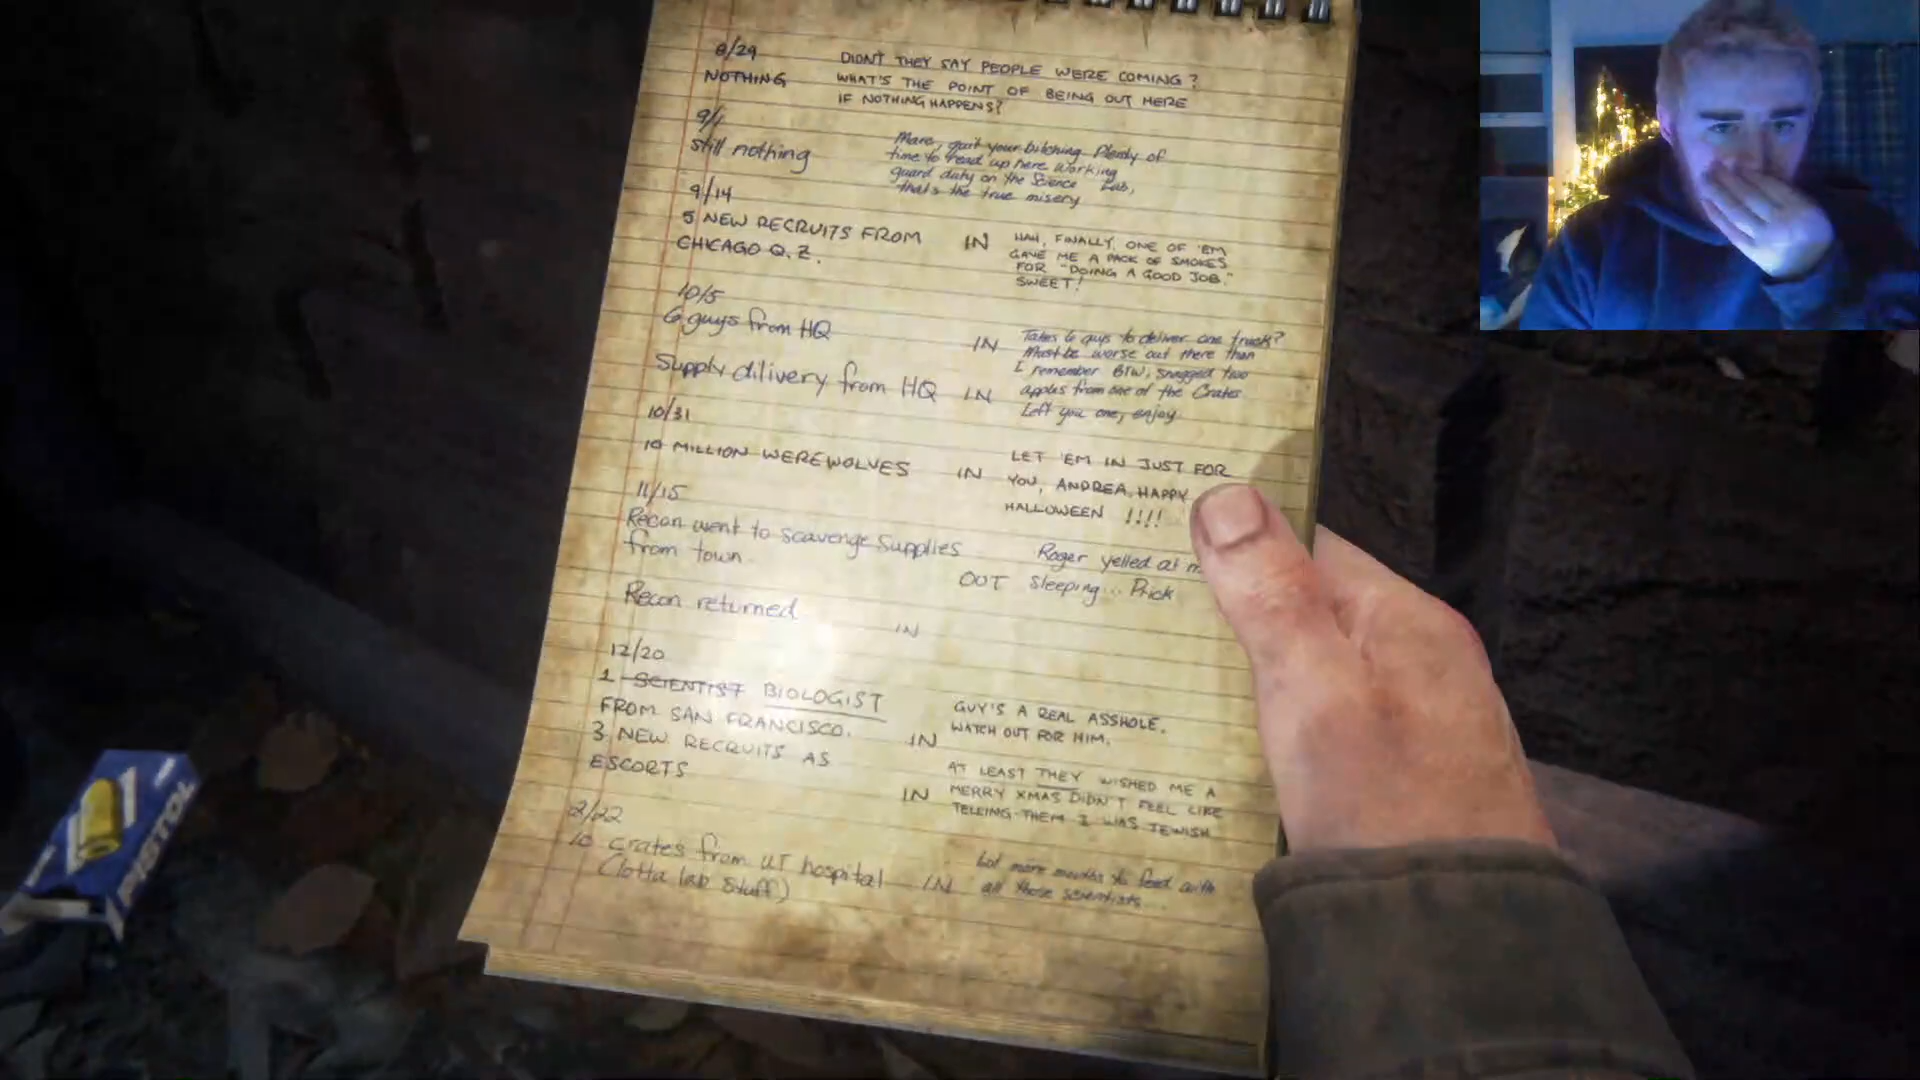 8/29
NOTHING
DIDN'T THEY SAY PEOPLE WERE COMING?
WHAT'S THE POINT OF BEING OUT HERE
IF NOTHING HAPPENS?
9/1
still nothing
Marc, quit your bitching. Plenty of
time to read up here. Working
guard duty on the Science Lab,
that's the true misery
9/14
5 NEW RECRUITS FROM
CHICAGO Q.Z.
IN
HAH, FINALLY. ONE OF 'EM
GAVE ME A PACK OF SMOKES
FOR "DOING A GOOD JOB."
SWEET!
10/5
6 guys from HQ
IN
Takes 6 guys to deliver one truck?
Must be worse out there than
I remember. BTW, snagged two
apples from one of the Crates
Left you one, enjoy.
Supply dilivery from HQ
IN
10/31
10 MILLION WEREWOLVES
IN
LET 'EM IN JUST FOR
YOU, ANDREA. HAPPY
HALLOWEEN !!!!
11/15
Recon went to scavenge supplies
from town.
OUT
Roger yelled at
Sleeping... Prick
Recon returned
IN
12/20
1 SCIENTIST BIOLOGIST
FROM SAN FRANCISCO.
IN
GUY'S A REAL ASSHOLE.
WATCH OUT FOR HIM.
3 NEW RECRUITS AS
ESCORTS
IN
AT LEAST THEY WISHED ME A
MERRY XMAS DIDN'T FEEL LIKE
TELLING THEM I WAS JEWISH
2/22
10 crates from UT hospital
(lotta lab stuff)
IN
Lot more mouths to feed with
all those scientists...
PISTOL